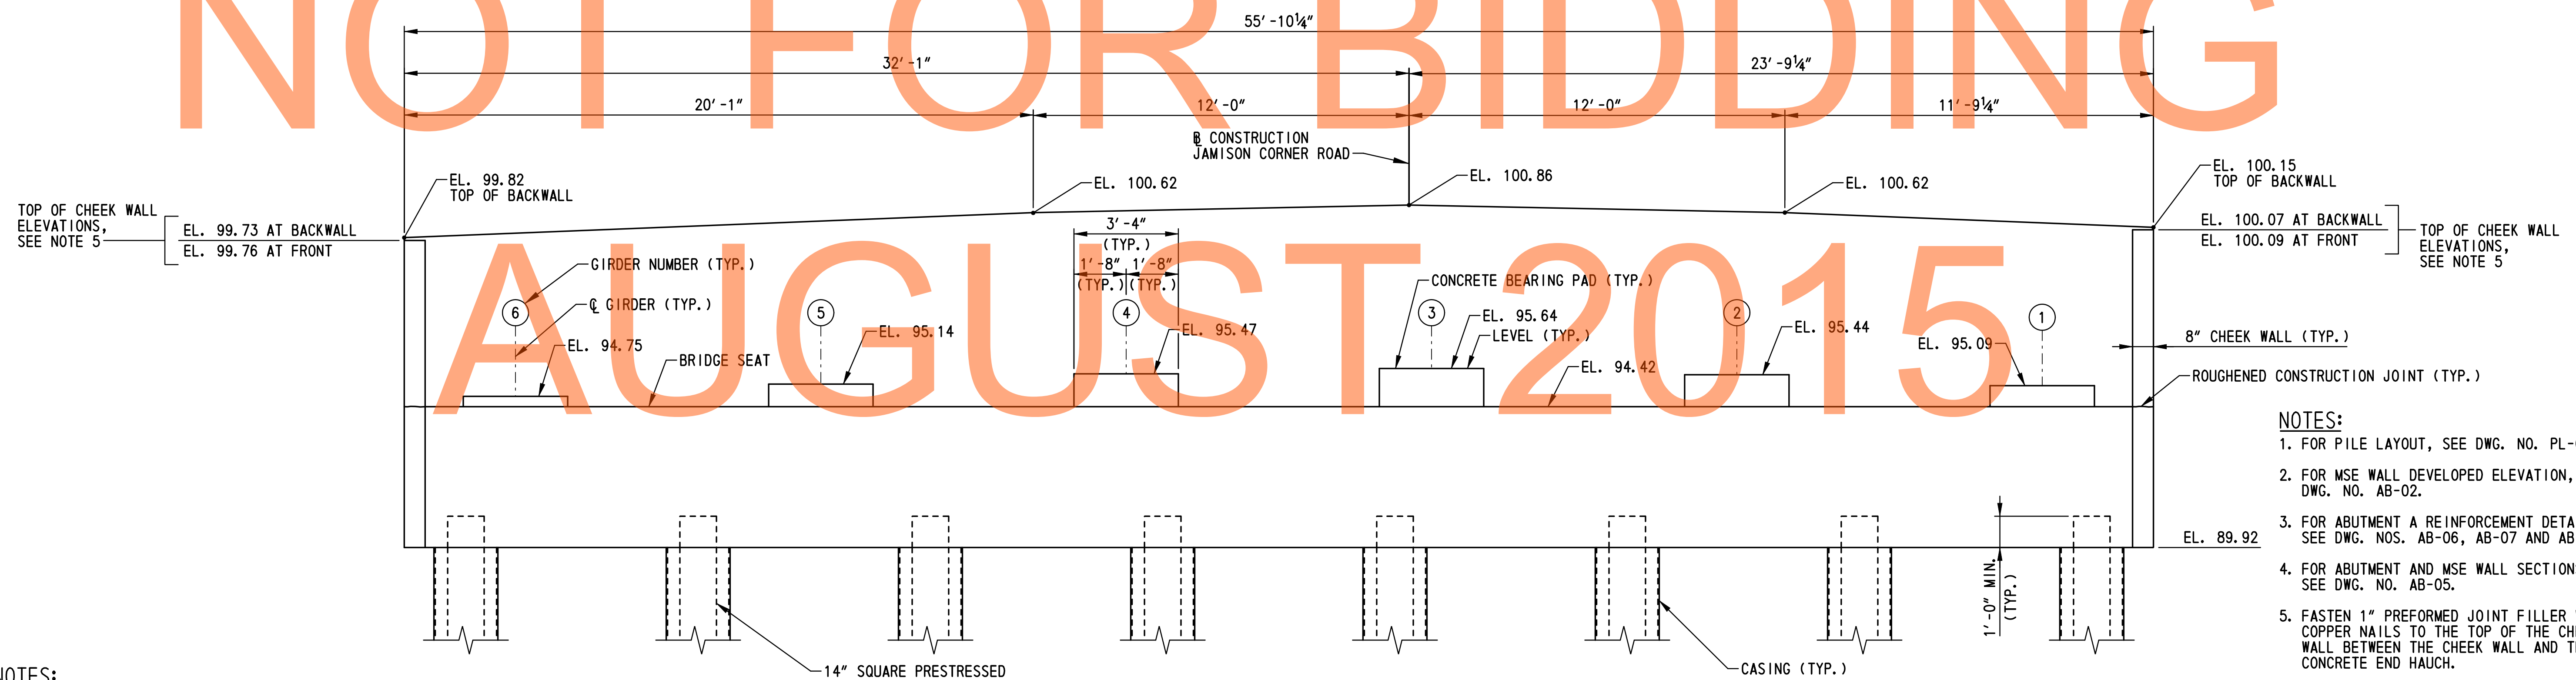 NOT FOR BIDDING
AUGUST 2015
55'-10¼"
32'-1"
23'-9¼"
20'-1"
12'-0"
12'-0"
11'-9¼"
℄ CONSTRUCTION
JAMISON CORNER ROAD
EL. 99.82
TOP OF BACKWALL
EL. 100.62
EL. 100.86
EL. 100.62
EL. 100.15
TOP OF BACKWALL
TOP OF CHEEK WALL
ELEVATIONS,
SEE NOTE 5
EL. 99.73 AT BACKWALL
EL. 99.76 AT FRONT
EL. 100.07 AT BACKWALL
EL. 100.09 AT FRONT
TOP OF CHEEK WALL
ELEVATIONS,
SEE NOTE 5
3'-4"
(TYP.)
1'-8"
(TYP.)
1'-8"
(TYP.)
GIRDER NUMBER (TYP.)
℄ GIRDER (TYP.)
CONCRETE BEARING PAD (TYP.)
6
5
4
3
2
1
EL. 94.75
BRIDGE SEAT
EL. 95.14
EL. 95.47
EL. 95.64
LEVEL (TYP.)
EL. 94.42
EL. 95.44
EL. 95.09
8" CHEEK WALL (TYP.)
ROUGHENED CONSTRUCTION JOINT (TYP.)
EL. 89.92
1'-0" MIN.
(TYP.)
14" SQUARE PRESTRESSED
CASING (TYP.)
NOTES:
1. FOR PILE LAYOUT, SEE DWG. NO. PL-
2. FOR MSE WALL DEVELOPED ELEVATION,
DWG. NO. AB-02.
3. FOR ABUTMENT A REINFORCEMENT DETA
SEE DWG. NOS. AB-06, AB-07 AND AB
4. FOR ABUTMENT AND MSE WALL SECTION
SEE DWG. NO. AB-05.
5. FASTEN 1" PREFORMED JOINT FILLER
COPPER NAILS TO THE TOP OF THE CHE
WALL BETWEEN THE CHEEK WALL AND TH
CONCRETE END HAUCH.
NOTES: